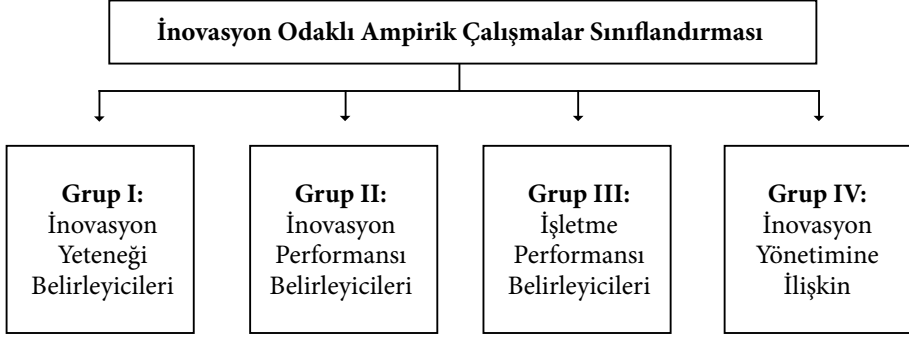 İnovasyon Odaklı Ampirik Çalışmalar Sınıflandırması
Grup I:
İnovasyon
Yeteneği
Belirleyicileri
Grup II:
İnovasyon
Performansı
Belirleyicileri
Grup III:
İşletme
Performansı
Belirleyicileri
Grup IV:
İnovasyon
Yönetimine
İlişkin